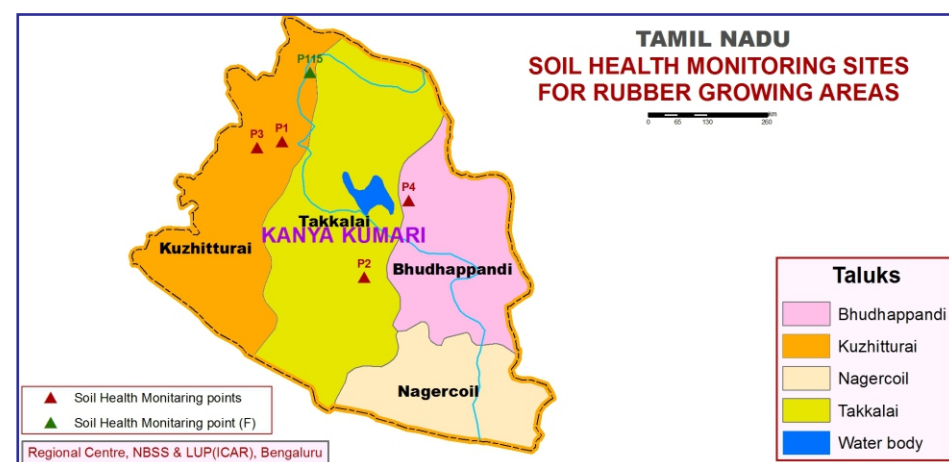 TAMIL NADU
SOIL HEALTH MONITORING SITES
FOR RUBBER GROWING AREAS
km
0 65 130 260
P115
P3
P1
P4
Takkalai
KANYA KUMARI
Kuzhitturai
Bhudhappandi
P2
Nagercoil
Taluks
Bhudhappandi
Kuzhitturai
Nagercoil
Takkalai
Water body
Soil Health Monitaring points
Soil Health Monitaring point (F)
Regional Centre, NBSS & LUP(ICAR), Bengaluru